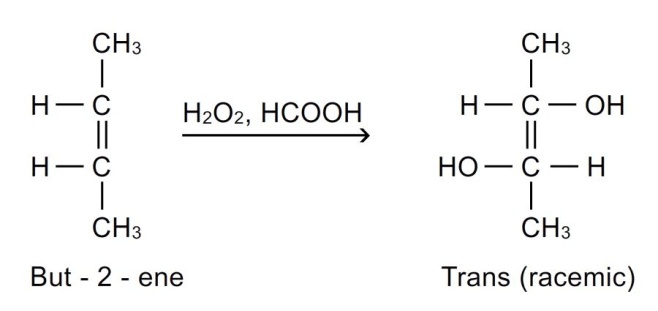 CH₃
H — C
H — C
CH₃
But - 2 - ene
H₂O₂, HCOOH
CH₃
H — C — OH
HO — C — H
CH₃
Trans (racemic)